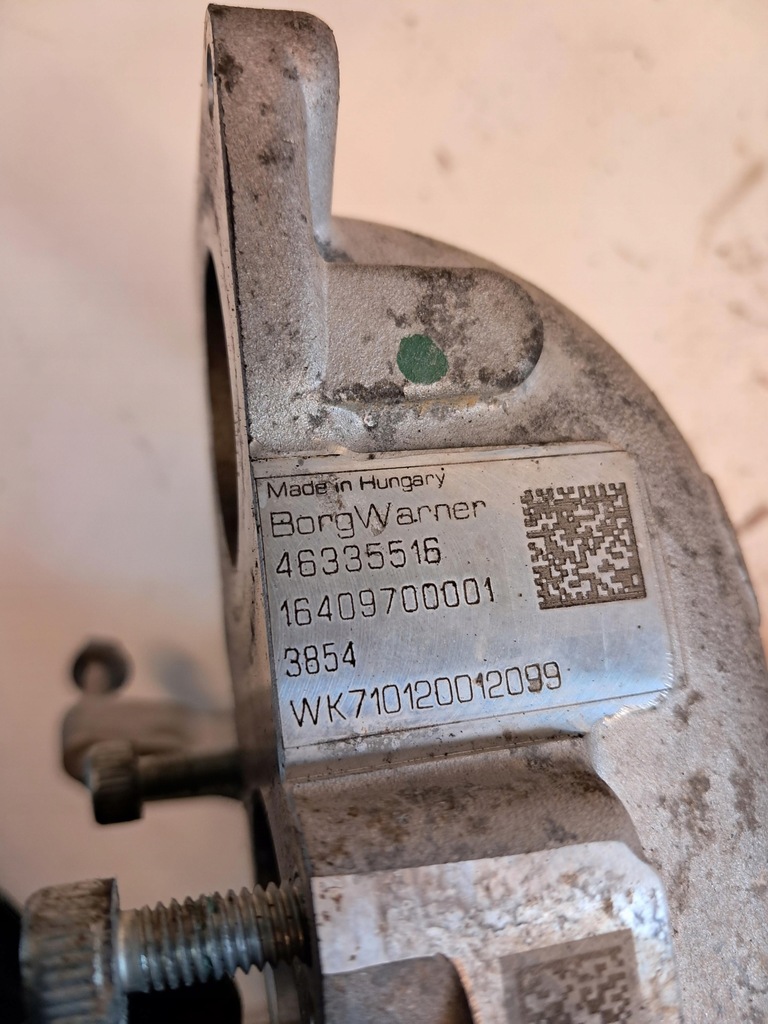 Made in Hungary
BorgWarner
46335516
16409700001
3854
WK710120012099